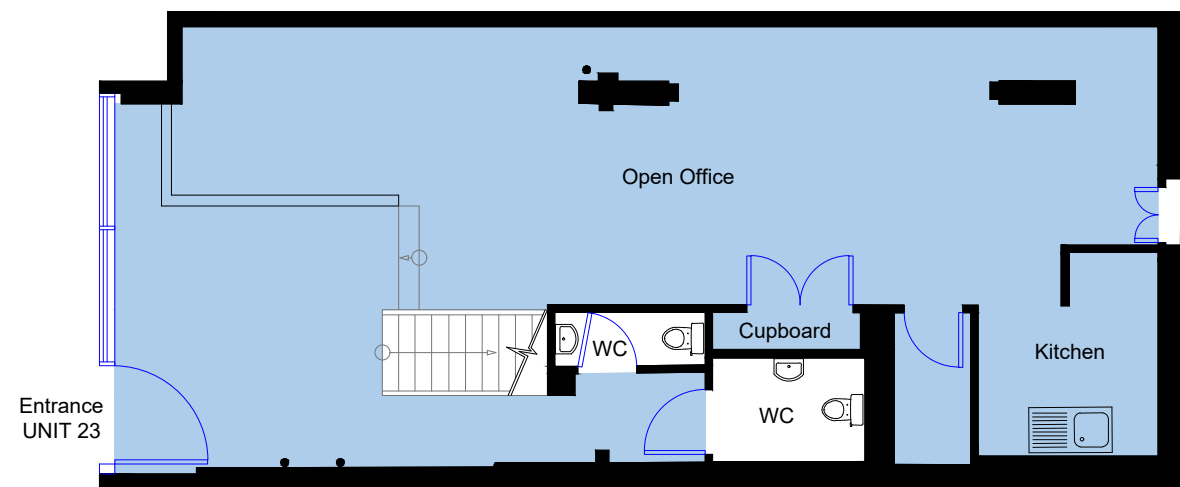 Open Office
Cupboard
WC
Kitchen
Entrance
UNIT 23
WC